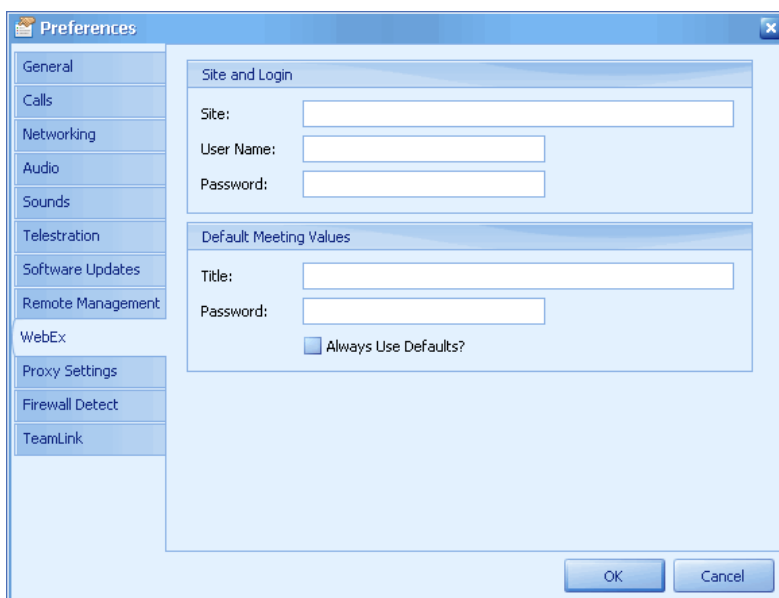 Preferences
General
Calls
Networking
Audio
Sounds
Telestration
Software Updates
Remote Management
WebEx
Proxy Settings
Firewall Detect
TeamLink
Site and Login
Site:
User Name:
Password:
Default Meeting Values
Title:
Password:
Always Use Defaults?
OK Cancel